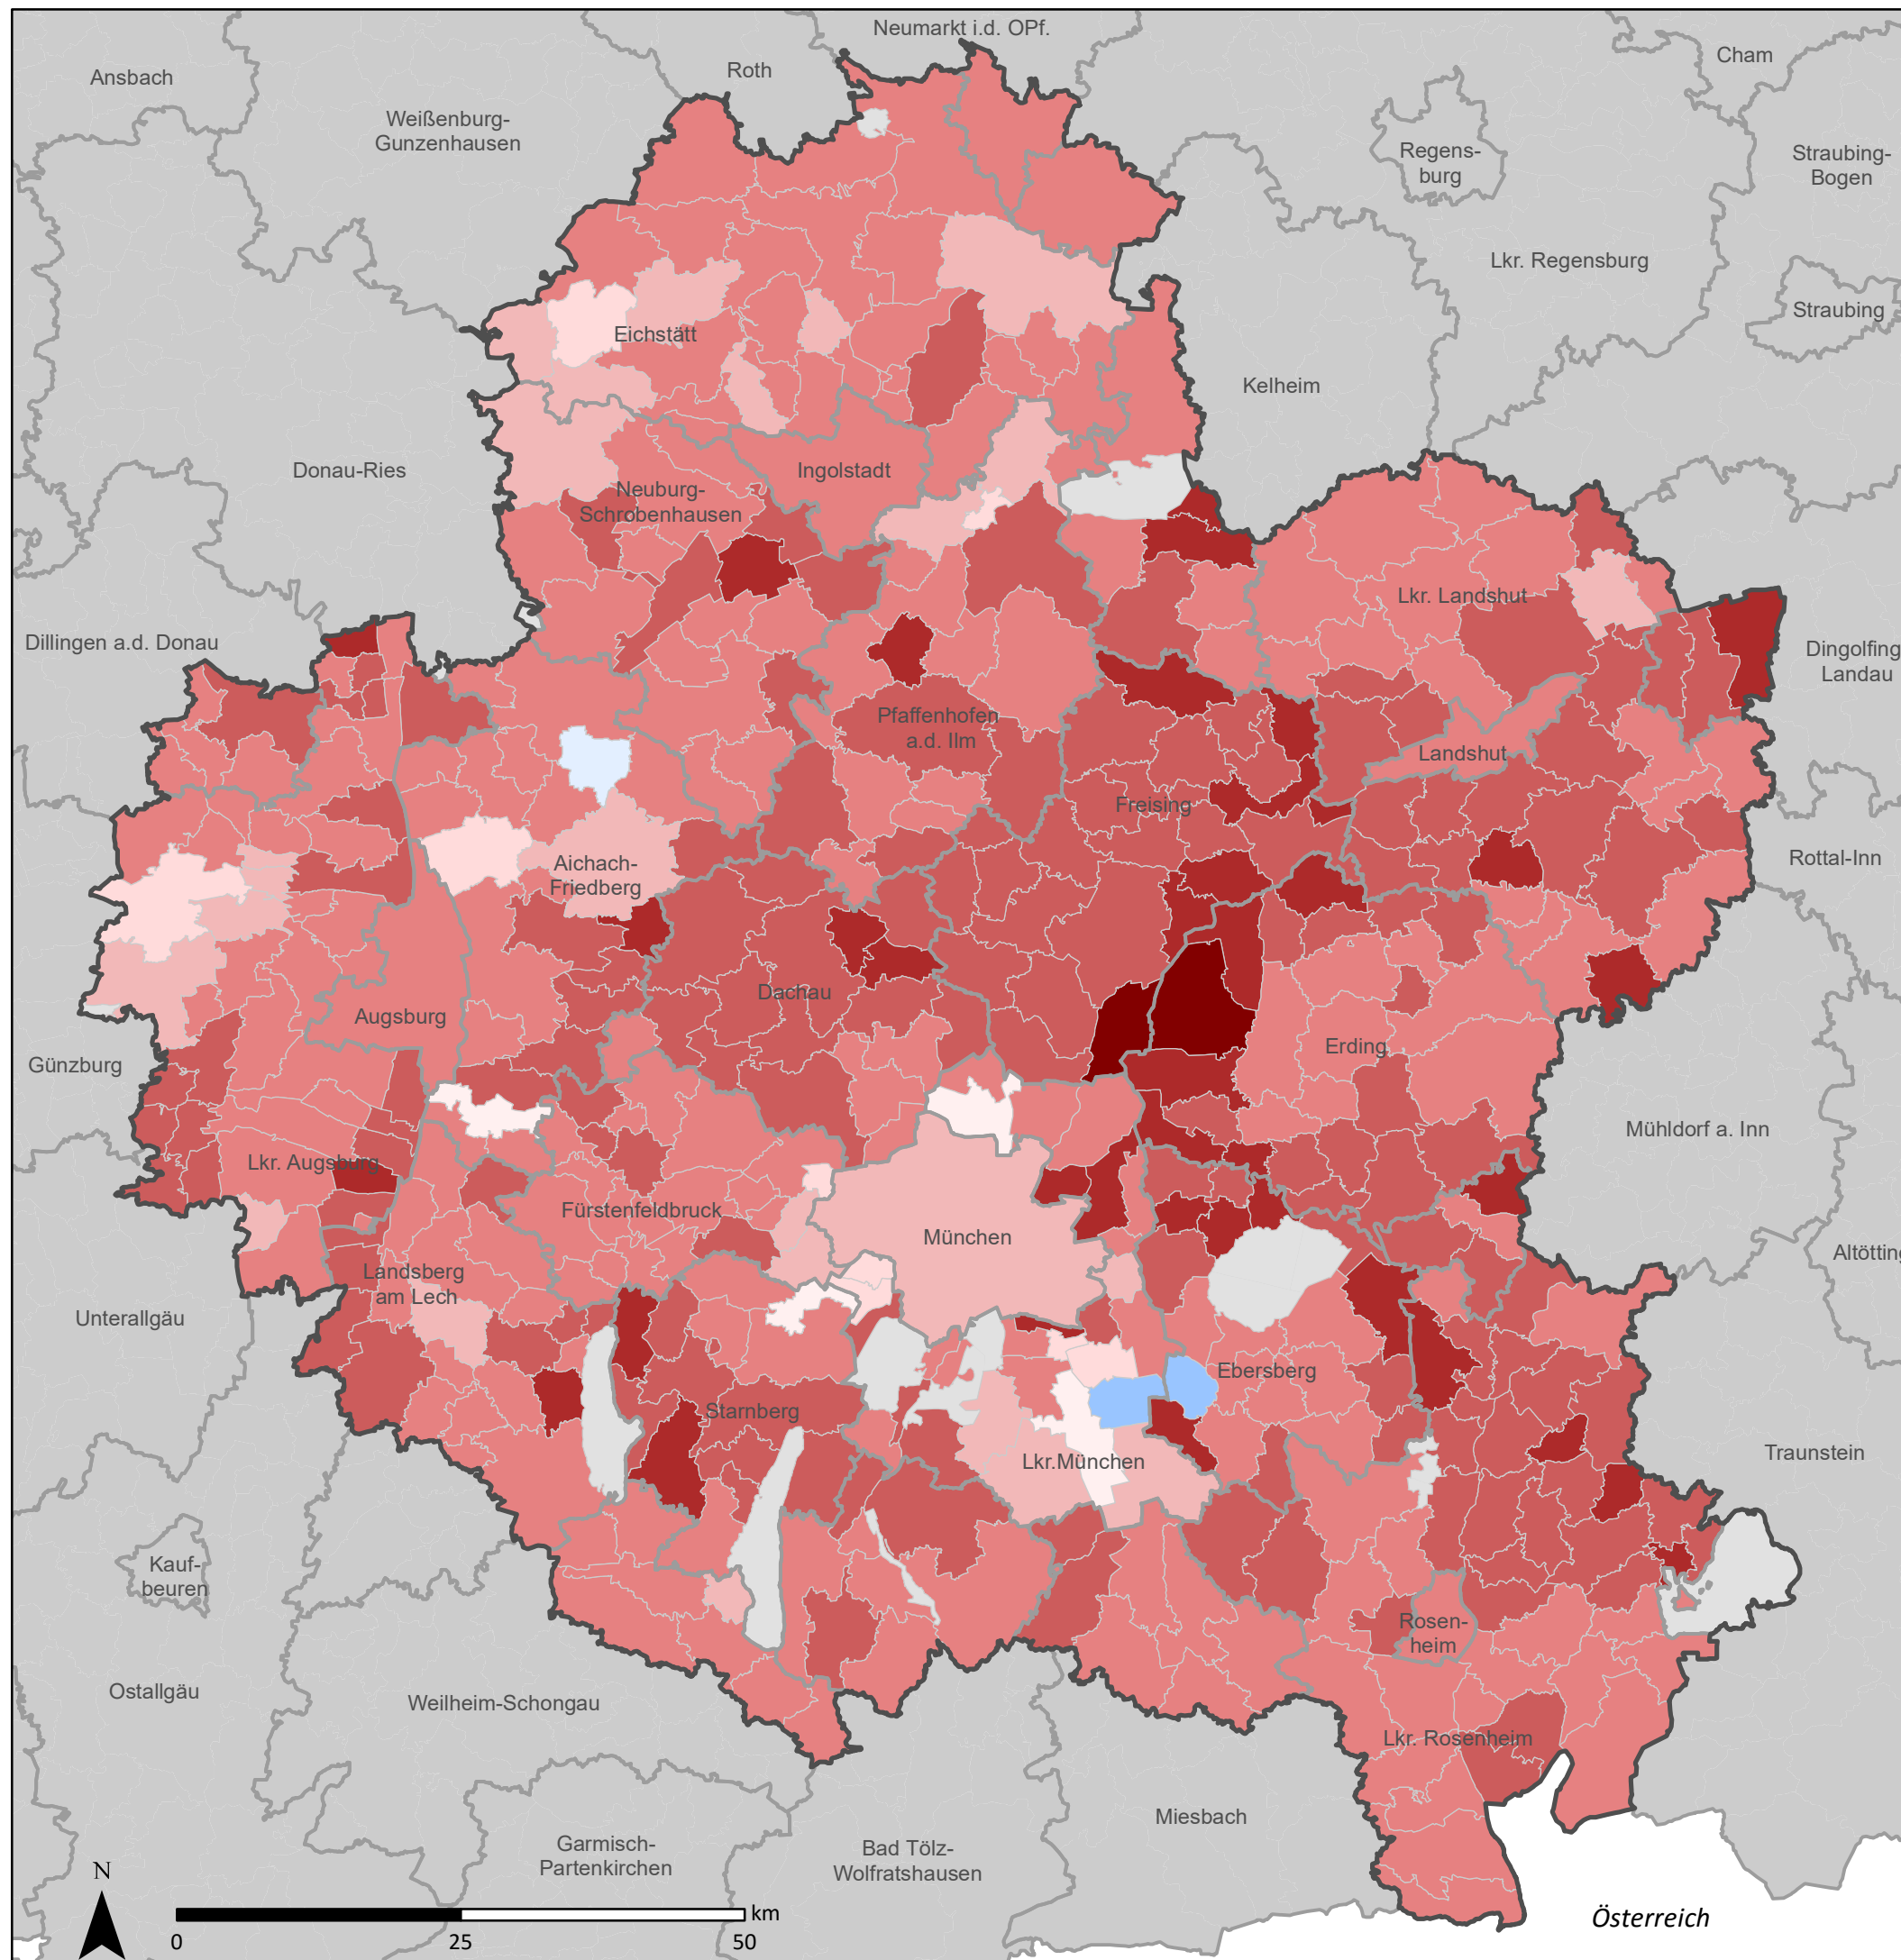 Neumarkt i.d. OPf.
Cham
Roth
Ansbach
Weißenburg-
Gunzenhausen
Regens-
burg
Straubing-
Bogen
Lkr. Regensburg
Straubing
Eichstätt
Kelheim
Donau-Ries
Ingolstadt
Neuburg-
Schrobenhausen
Lkr. Landshut
Dillingen a.d. Donau
Dingolfing
Landau
Pfaffenhofen
a.d. Ilm
Landshut
Freising
Aichach-
Friedberg
Rottal-Inn
Dachau
Augsburg
Erding
Günzburg
Mühldorf a. Inn
Lkr. Augsburg
Fürstenfeldbruck
München
Altötting
Landsberg
am Lech
Unterallgäu
Ebersberg
Starnberg
Traunstein
Lkr.München
Kauf-
beuren
Rosen-
heim
Ostallgäu
Weilheim-Schongau
Lkr. Rosenheim
Miesbach
Garmisch-
Partenkirchen
Bad Tölz-
Wolfratshausen
N
km
Österreich
0 25 50